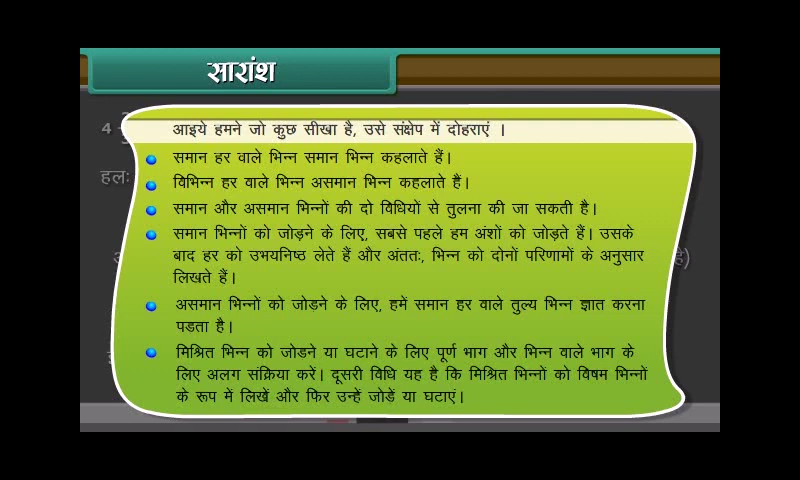 सारांश
4
आइये हमने जो कुछ सीखा है, उसे संक्षेप में दोहराएं ।
समान हर वाले भिन्न समान भिन्न कहलाते हैं।
हलः
विभिन्न हर वाले भिन्न असमान भिन्न कहलाते हैं।
समान और असमान भिन्नों की दो विधियों से तुलना की जा सकती है।
समान भिन्नों को जोड़ने के लिए, सबसे पहले हम अंशों को जोड़ते हैं। उसके
बाद हर को उभयनिष्ठ लेते हैं और अंततः, भिन्न को दोनों परिणामों के अनुसार
लिखते हैं।
असमान भिन्नों को जोडने के लिए, हमें समान हर वाले तुल्य भिन्न ज्ञात करना
पडता है।
मिश्रित भिन्न को जोडने या घटाने के लिए पूर्ण भाग और भिन्न वाले भाग के
लिए अलग संक्रिया करें। दूसरी विधि यह है कि मिश्रित भिन्नों को विषम भिन्नों
के रूप में लिखें और फिर उन्हें जोडें या घटाएं।